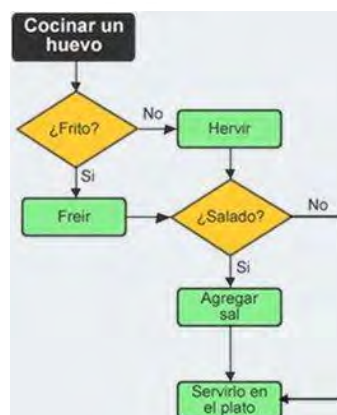 Cocinar un
huevo
¿Frito?
No
Hervir
Si
Freir
¿Salado?
No
Si
Agregar
sal
Servirlo en
el plato